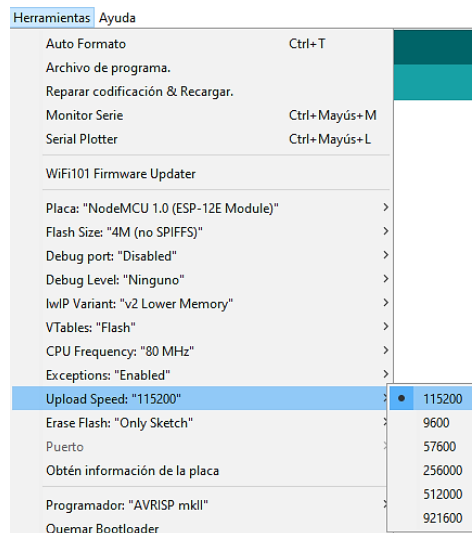 Herramientas Ayuda
Auto Formato Ctrl+T
Archivo de programa.
Reparar codificación & Recargar.
Monitor Serie Ctrl+Mayús+M
Serial Plotter Ctrl+Mayús+L
WiFi101 Firmware Updater
Placa: "NodeMCU 1.0 (ESP-12E Module)"
Flash Size: "4M (no SPIFFS)"
Debug port: "Disabled"
Debug Level: "Ninguno"
lwIP Variant: "v2 Lower Memory"
VTables: "Flash"
CPU Frequency: "80 MHz"
Exceptions: "Enabled"
Upload Speed: "115200"
Erase Flash: "Only Sketch"
Puerto
Obtén información de la placa
Programador: "AVRISP mkII"
Quemar Bootloader
115200
9600
57600
256000
512000
921600